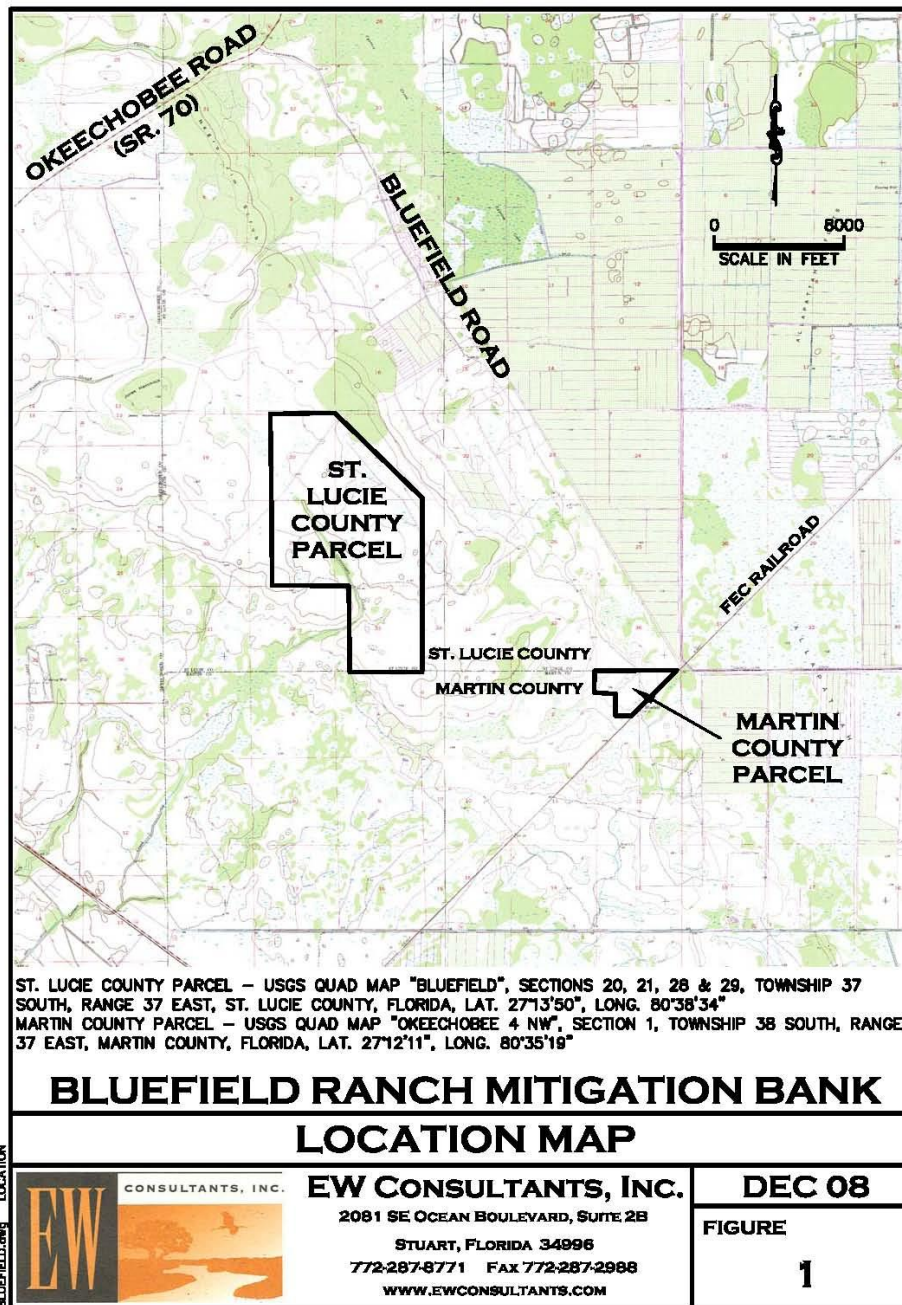 OKEECHOBEE ROAD
(SR. 70)
BLUEFIELD ROAD
0 8000
SCALE IN FEET
ST.
LUCIE
COUNTY
PARCEL
FEC RAILROAD
ST. LUCIE COUNTY
MARTIN COUNTY
MARTIN
COUNTY
PARCEL
ST. LUCIE COUNTY PARCEL – USGS QUAD MAP "BLUEFIELD", SECTIONS 20, 21, 28 & 29, TOWNSHIP 37
SOUTH, RANGE 37 EAST, ST. LUCIE COUNTY, FLORIDA, LAT. 27°13'50", LONG. 80°38'34"
MARTIN COUNTY PARCEL – USGS QUAD MAP "OKEECHOBEE 4 NW", SECTION 1, TOWNSHIP 38 SOUTH, RANGE
37 EAST, MARTIN COUNTY, FLORIDA, LAT. 27°12'11", LONG. 80°35'19"
BLUEFIELD RANCH MITIGATION BANK
LOCATION MAP
BLUEFIELD.dwg LOCATION
EW
CONSULTANTS, INC.
EW CONSULTANTS, INC.
2081 SE OCEAN BOULEVARD, SUITE 2B
STUART, FLORIDA 34996
772-287-8771 FAX 772-287-2988
WWW.EWCONSULTANTS.COM
DEC 08
FIGURE
1